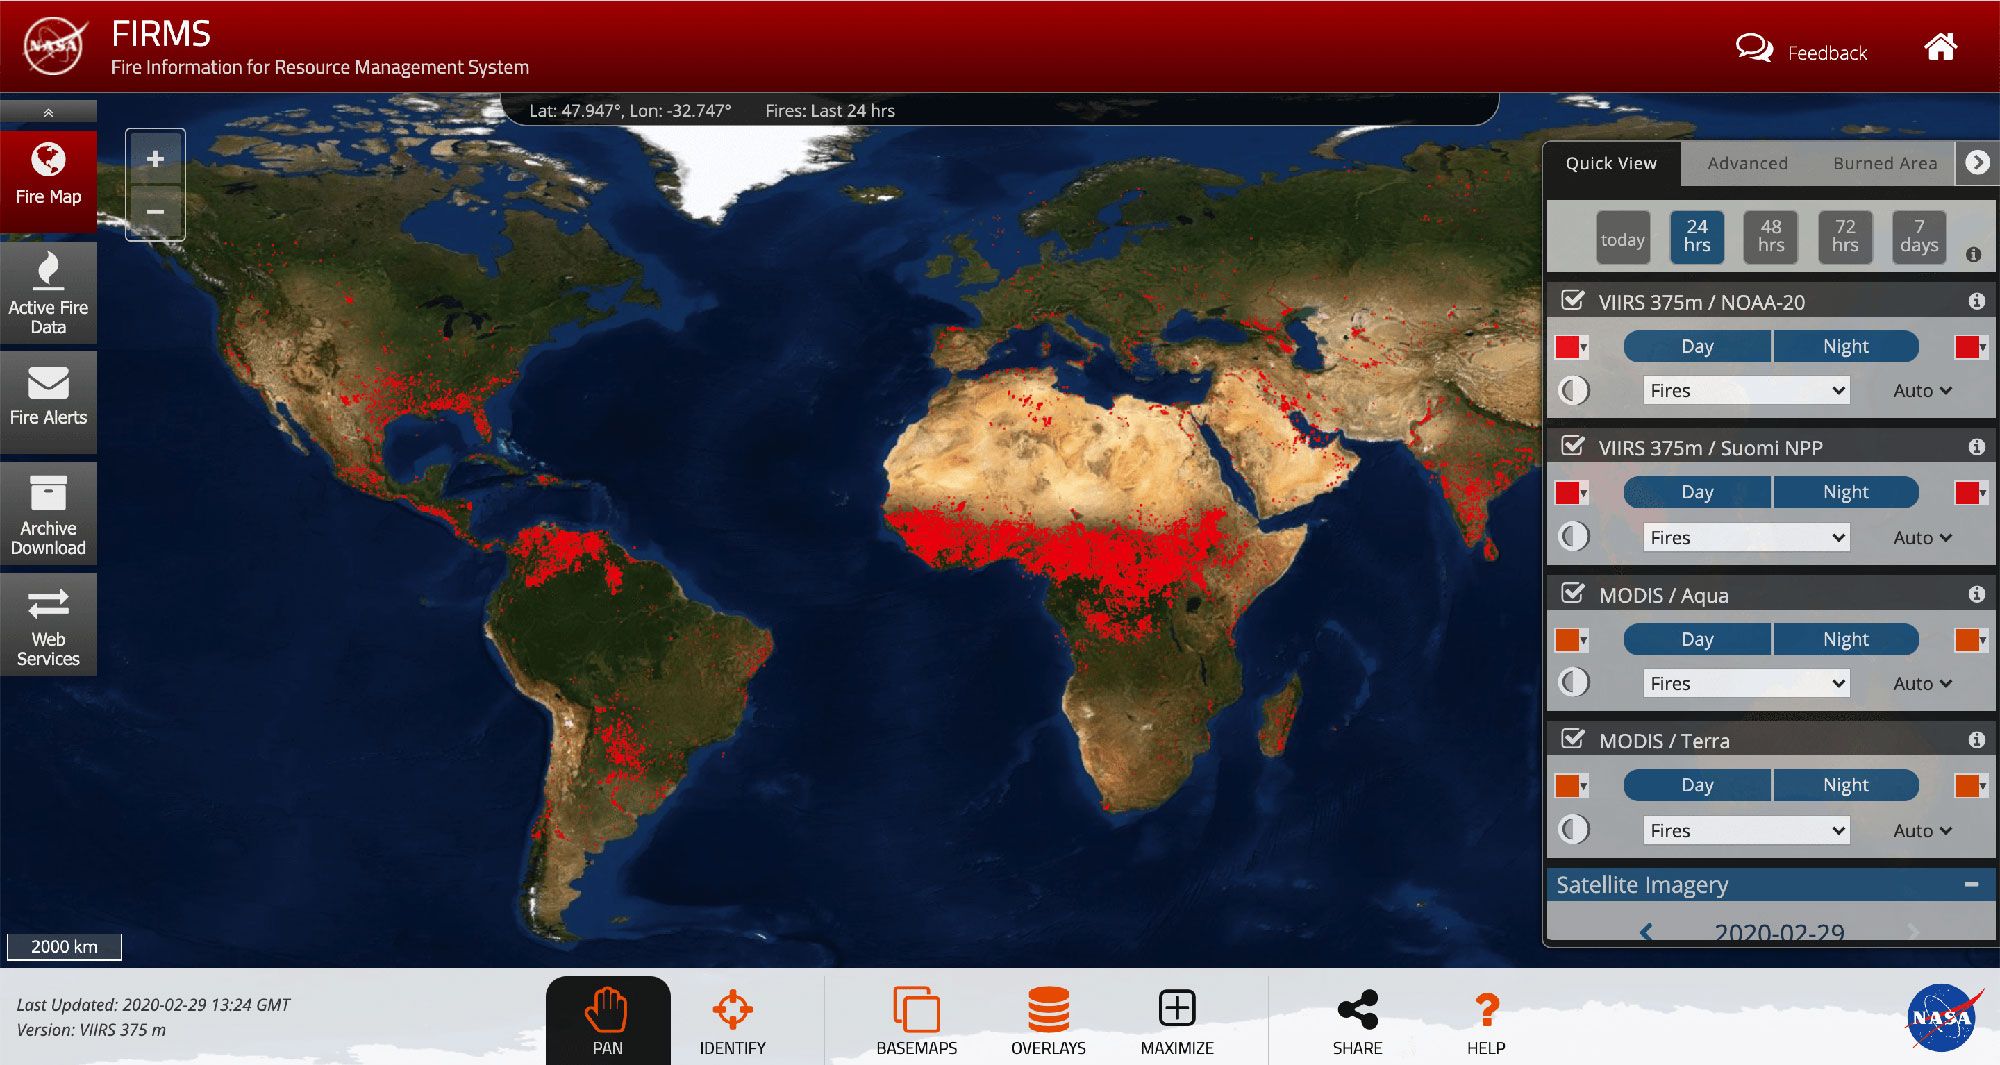 NASA
FIRMS
Fire Information for Resource Management System
Feedback
Lat: 47.947°, Lon: -32.747° Fires: Last 24 hrs
Fire Map
Active Fire
Data
Fire Alerts
Archive
Download
Web
Services
+
−
Quick View Advanced Burned Area
today
24
hrs
48
hrs
72
hrs
7
days
VIIRS 375m / NOAA-20
Day Night
Fires Auto
VIIRS 375m / Suomi NPP
Day Night
Fires Auto
MODIS / Aqua
Day Night
Fires Auto
MODIS / Terra
Day Night
Fires Auto
Satellite Imagery
2020-02-29
2000 km
Last Updated: 2020-02-29 13:24 GMT
Version: VIIRS 375 m
PAN
IDENTIFY
BASEMAPS
OVERLAYS
MAXIMIZE
SHARE
HELP
NASA